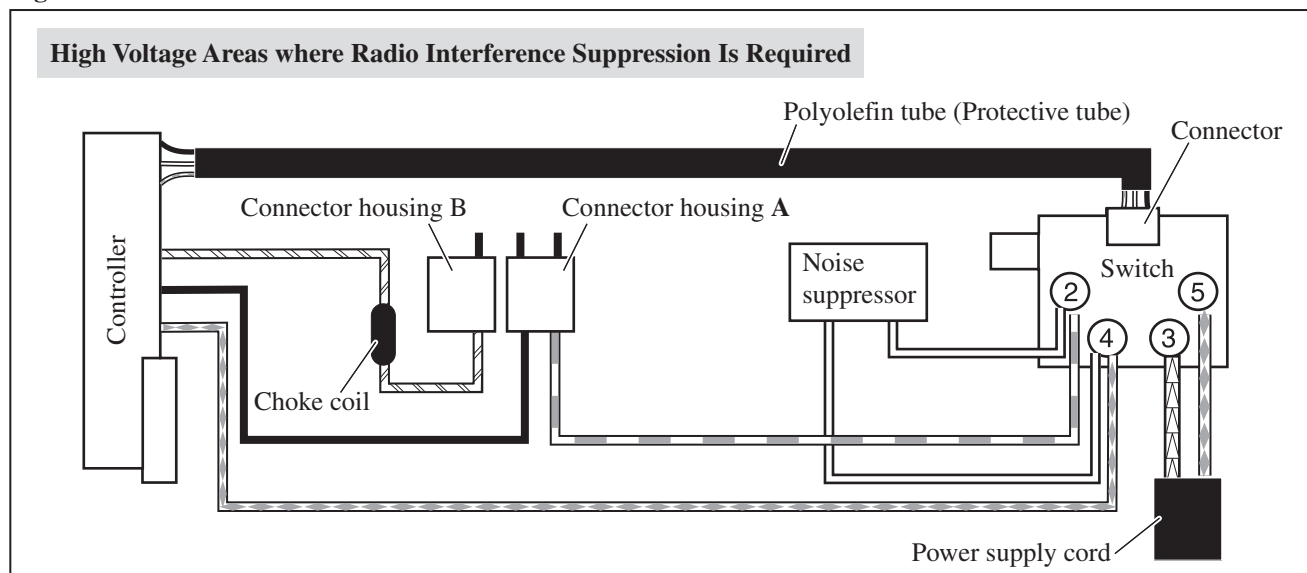 High Voltage Areas where Radio Interference Suppression Is Required
Polyolefin tube (Protective tube)
Connector
Connector housing B
Connector housing A
Controller
Noise
suppressor
Switch
2
5
4
3
Choke coil
Power supply cord